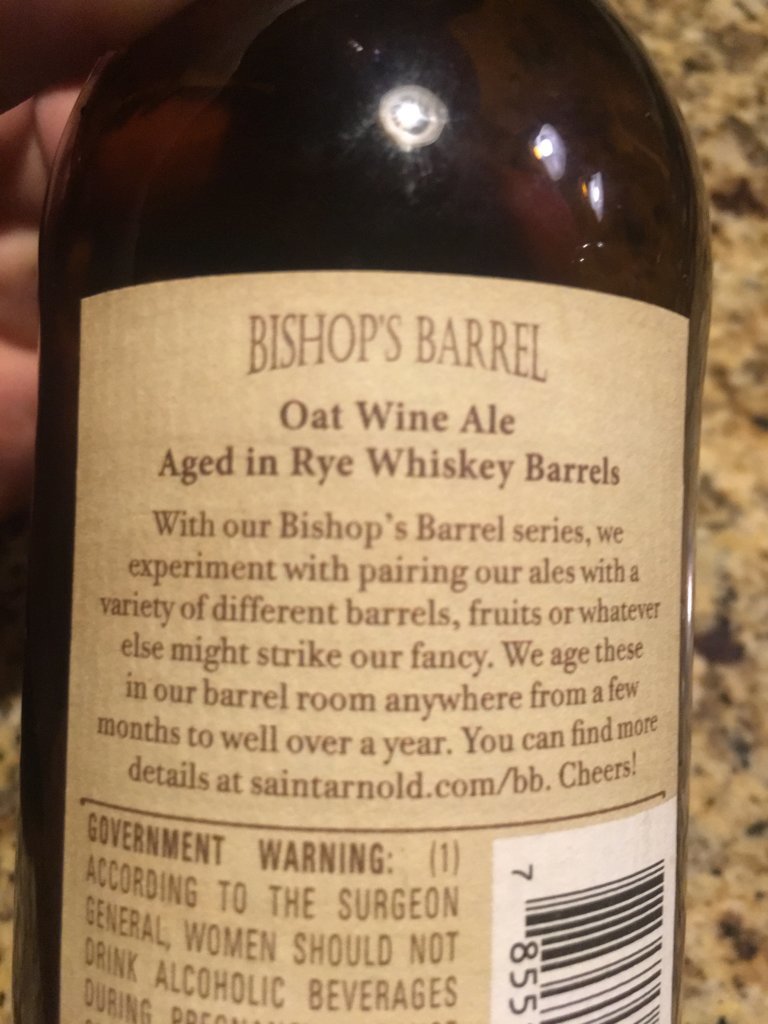 BISHOP'S BARREL
Oat Wine Ale
Aged in Rye Whiskey Barrels
With our Bishop's Barrel series, we
experiment with pairing our ales with a
variety of different barrels, fruits or whatever
else might strike our fancy. We age these
in our barrel room anywhere from a few
months to well over a year. You can find more
details at saintarnold.com/bb. Cheers!
GOVERNMENT WARNING: (1)
ACCORDING TO THE SURGEON
GENERAL, WOMEN SHOULD NOT
DRINK ALCOHOLIC BEVERAGES
DURING
7 855